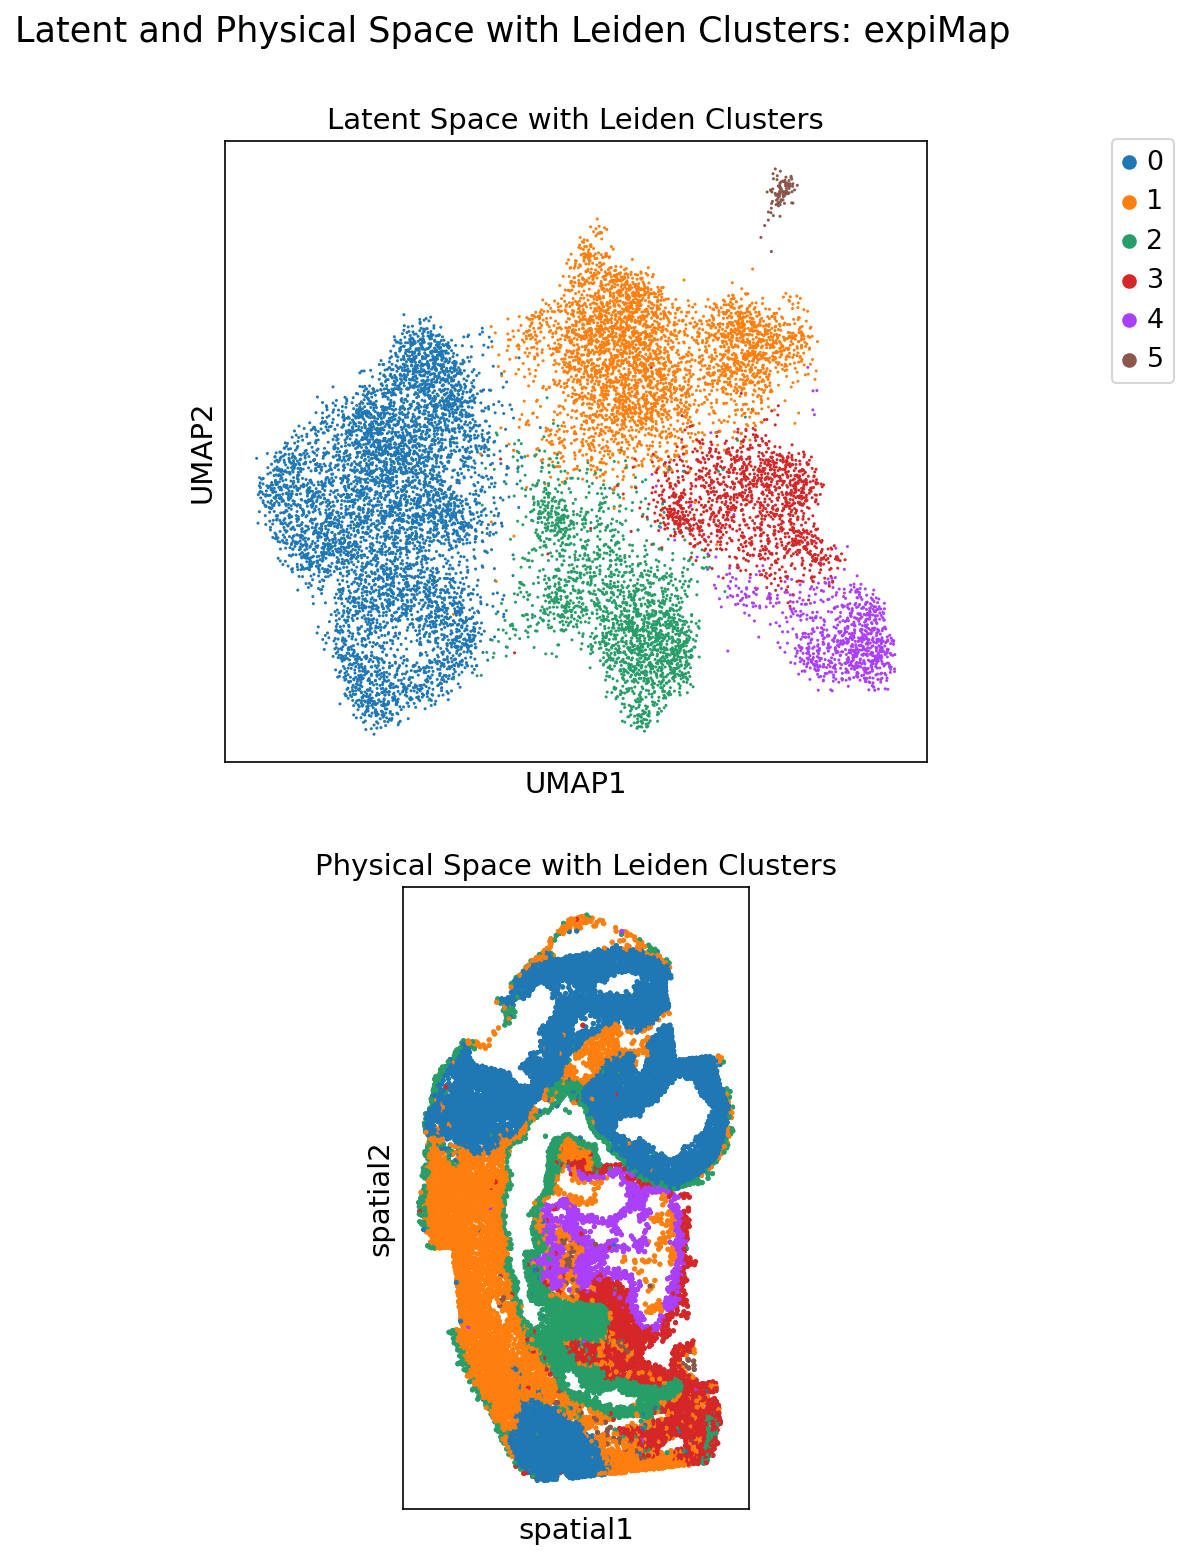 Latent and Physical Space with Leiden Clusters: expiMap
Latent Space with Leiden Clusters
0
1
2
3
4
5
UMAP2
UMAP1
Physical Space with Leiden Clusters
spatial2
spatial1